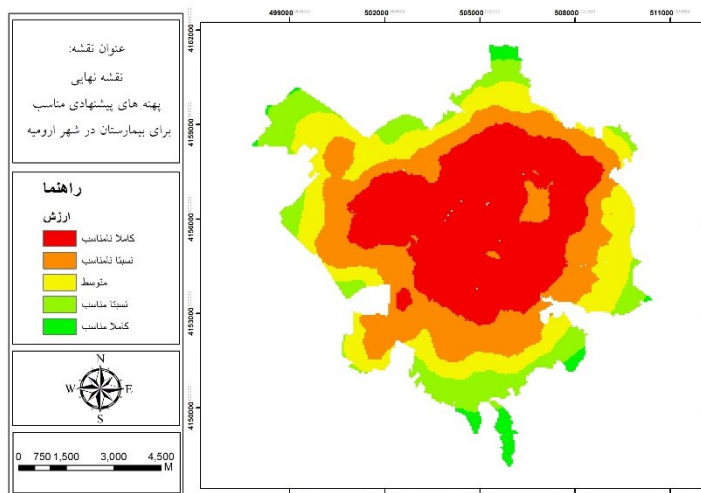 عنوان نقشه:
نقشه نهایی
پهنه های پیشنهادی مناسب
برای بیمارستان در شهر ارومیه
راهنما
ارزش
کاملا نامناسب
نسبتا نامناسب
متوسط
نسبتا مناسب
کاملا مناسب
N
W E
S
0 750 1,500 3,000 4,500
M
499000 502000 505000 508000 511000
4162000
4159000
4156000
4153000
4150000